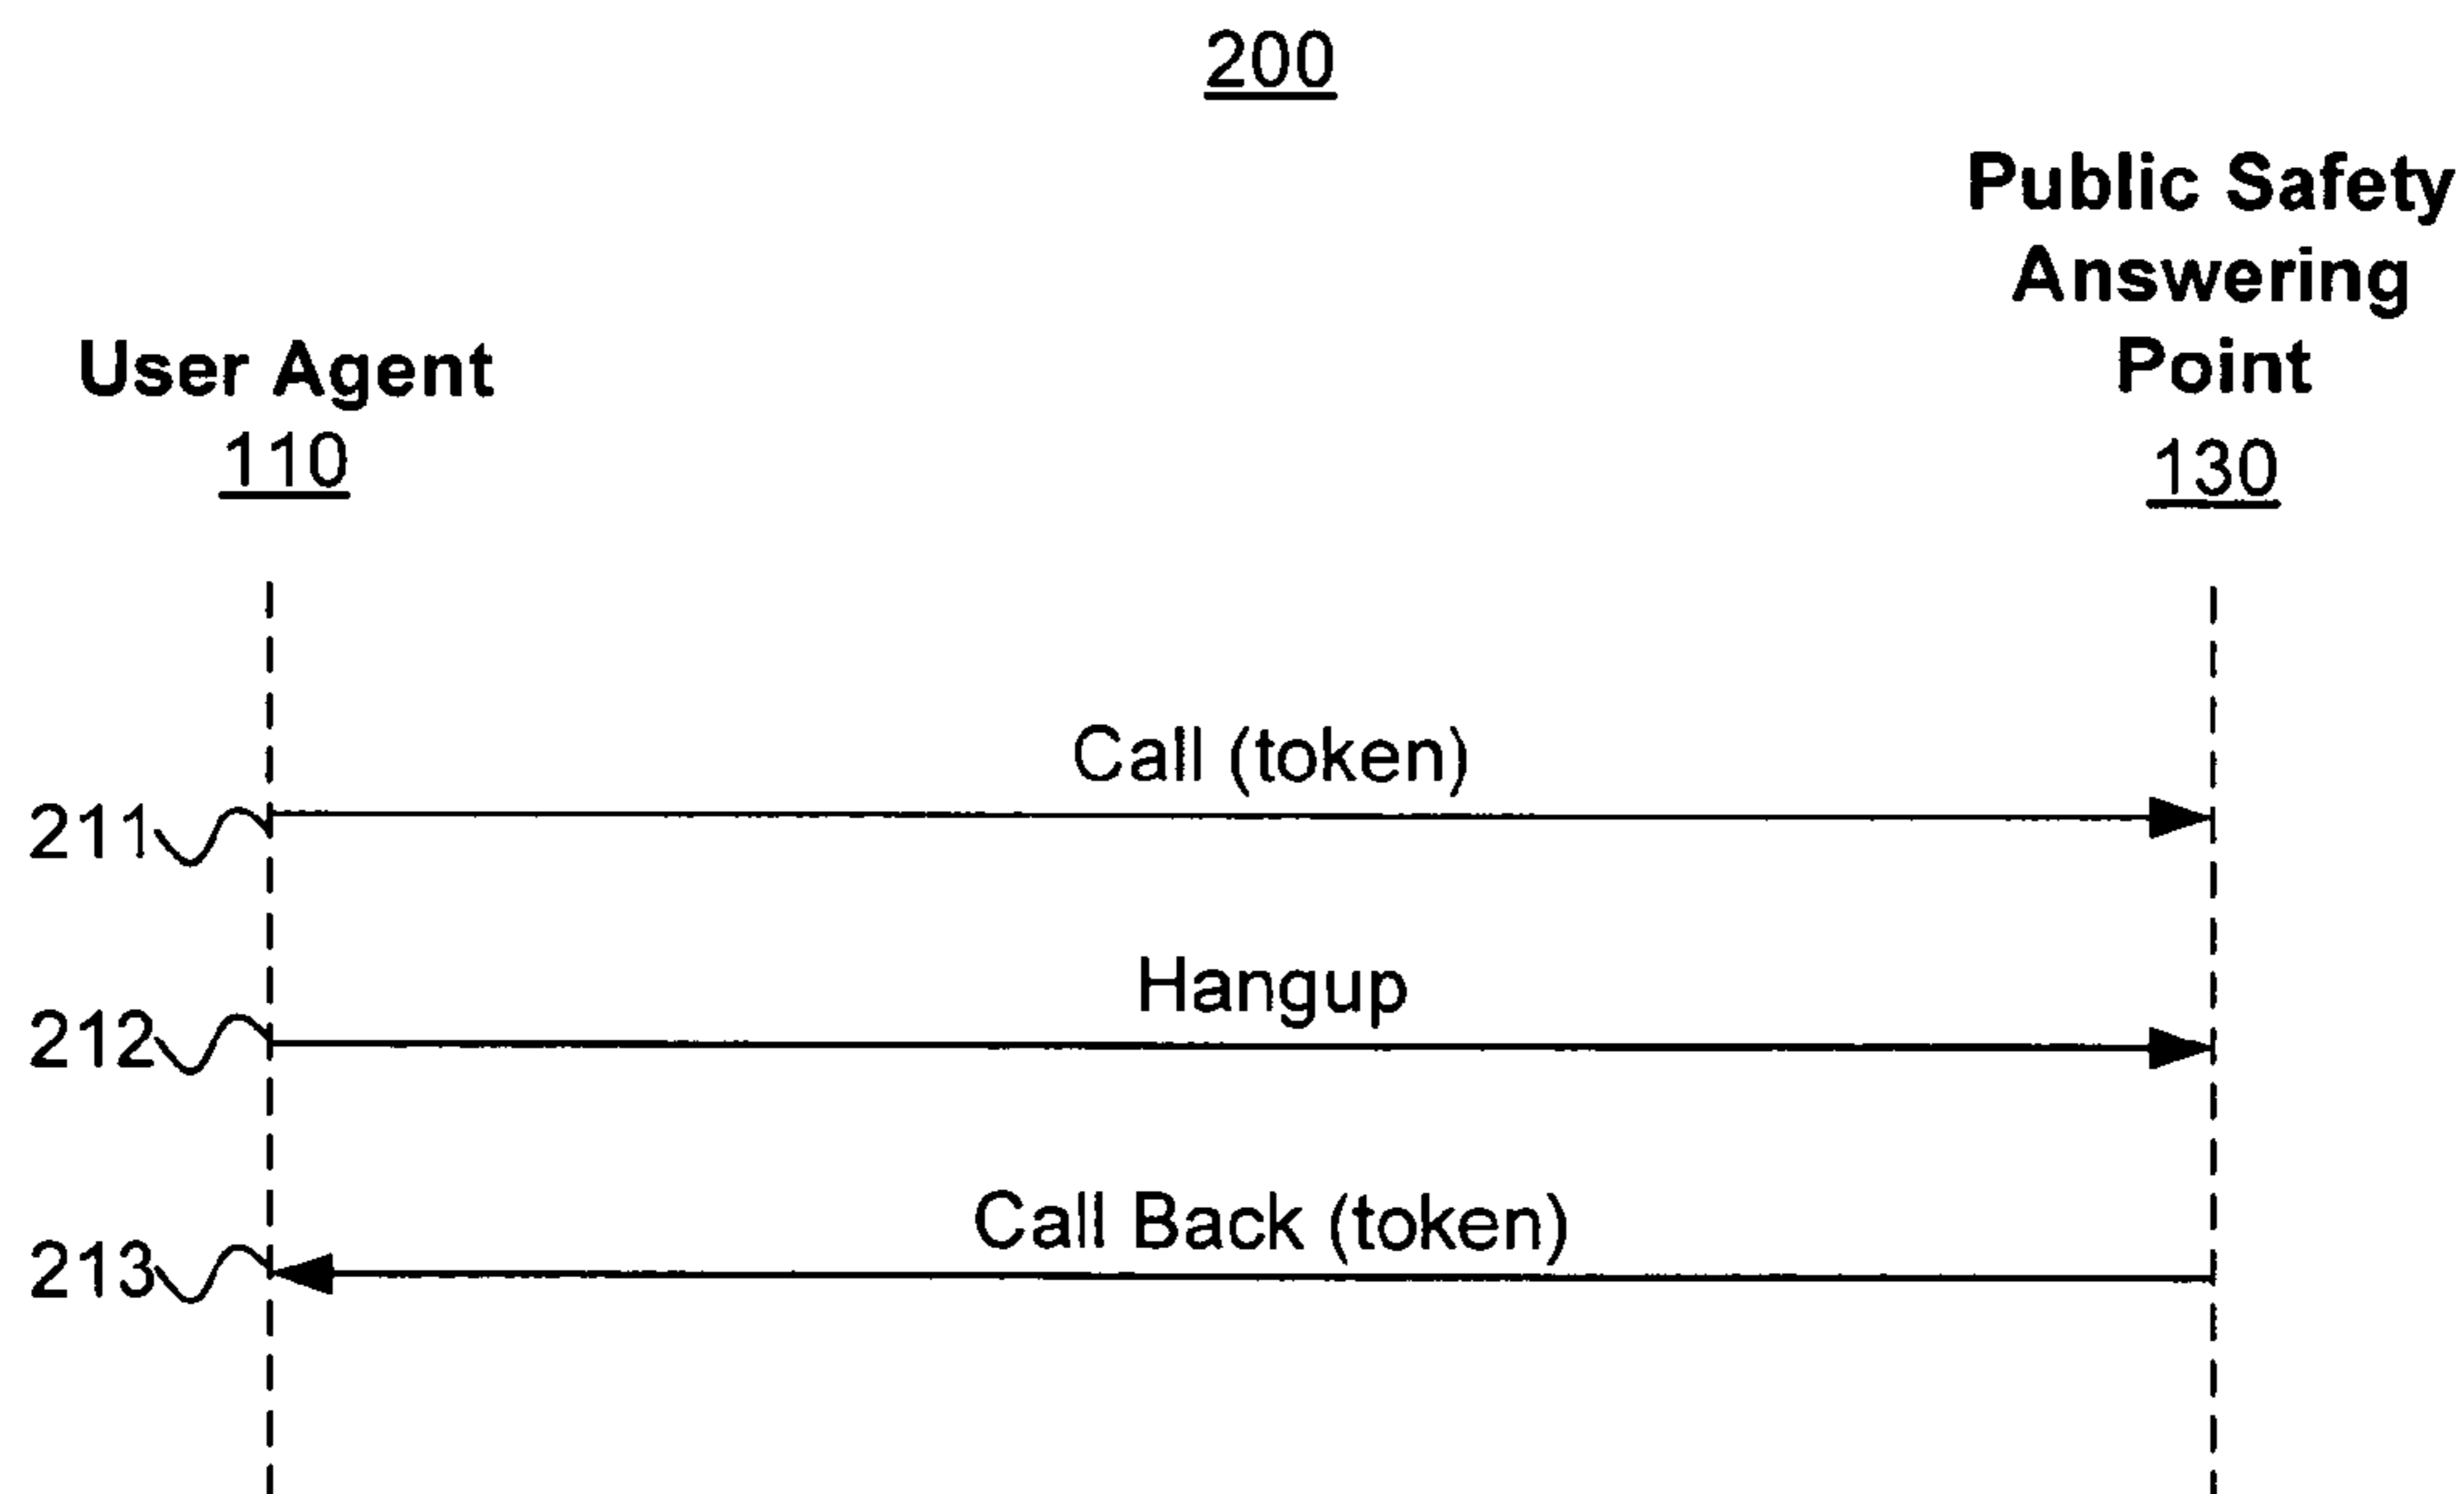 200
Public Safety
Answering
Point
130
User Agent
110
Call (token)
211
Hangup
212
Call Back (token)
213